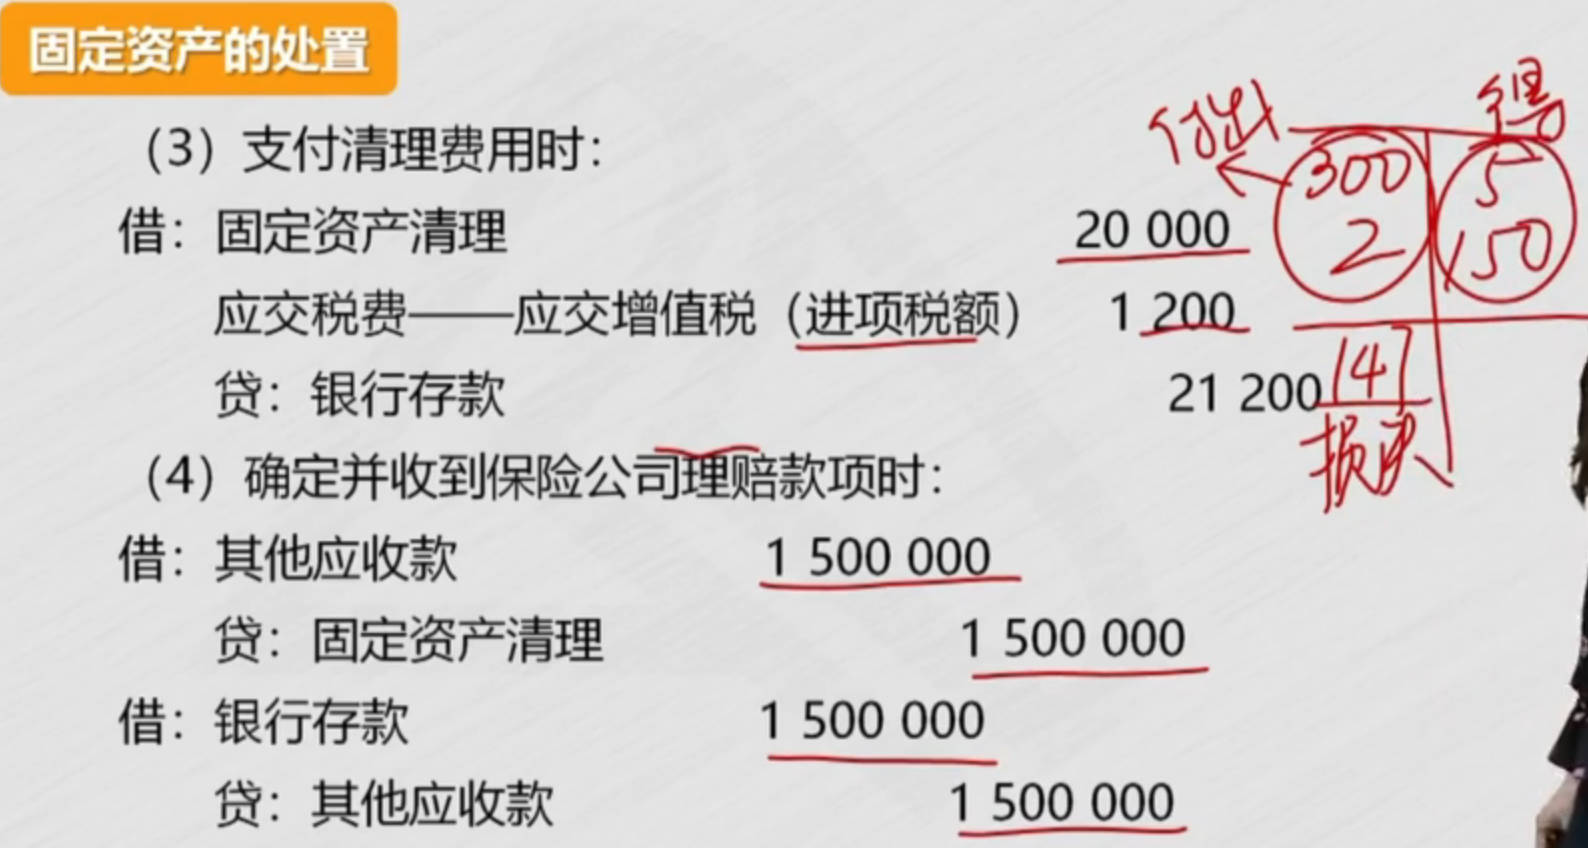 固定资产的处置
（3）支付清理费用时：
借：固定资产清理 20 000
应交税费——应交增值税（进项税额） 1 200
贷：银行存款 21 200
（4）确定并收到保险公司理赔款项时：
借：其他应收款 1 500 000
贷：固定资产清理 1 500 000
借：银行存款 1 500 000
贷：其他应收款 1 500 000
付出 得
300 5
2 150
147
损失